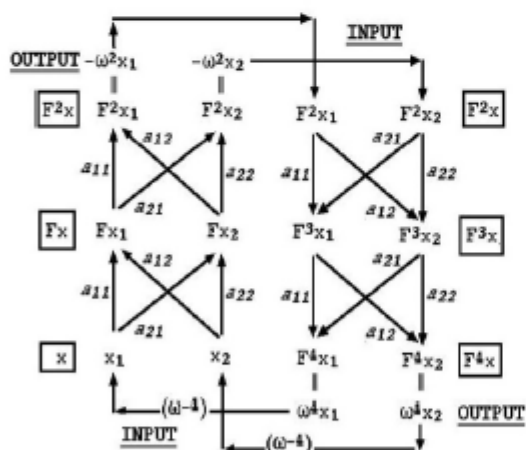 INPUT
OUTPUT -ω²x₁ -ω²x₂
F²x F²x₁ F²x₂ F²x₁ F²x₂ F²x
a₁₂ a₂₁
a₁₁ a₂₂ a₁₁ a₂₂
a₂₁ a₁₂
Fx Fx₁ Fx₂ F³x₁ F³x₂ F³x
a₁₂ a₂₁
a₁₁ a₂₂ a₁₁ a₂₂
a₂₁ a₁₂
x x₁ x₂ F⁴x₁ F⁴x₂ F⁴x
(ω-4) ω⁴x₁ ω⁴x₂ OUTPUT
INPUT
(ω-4)